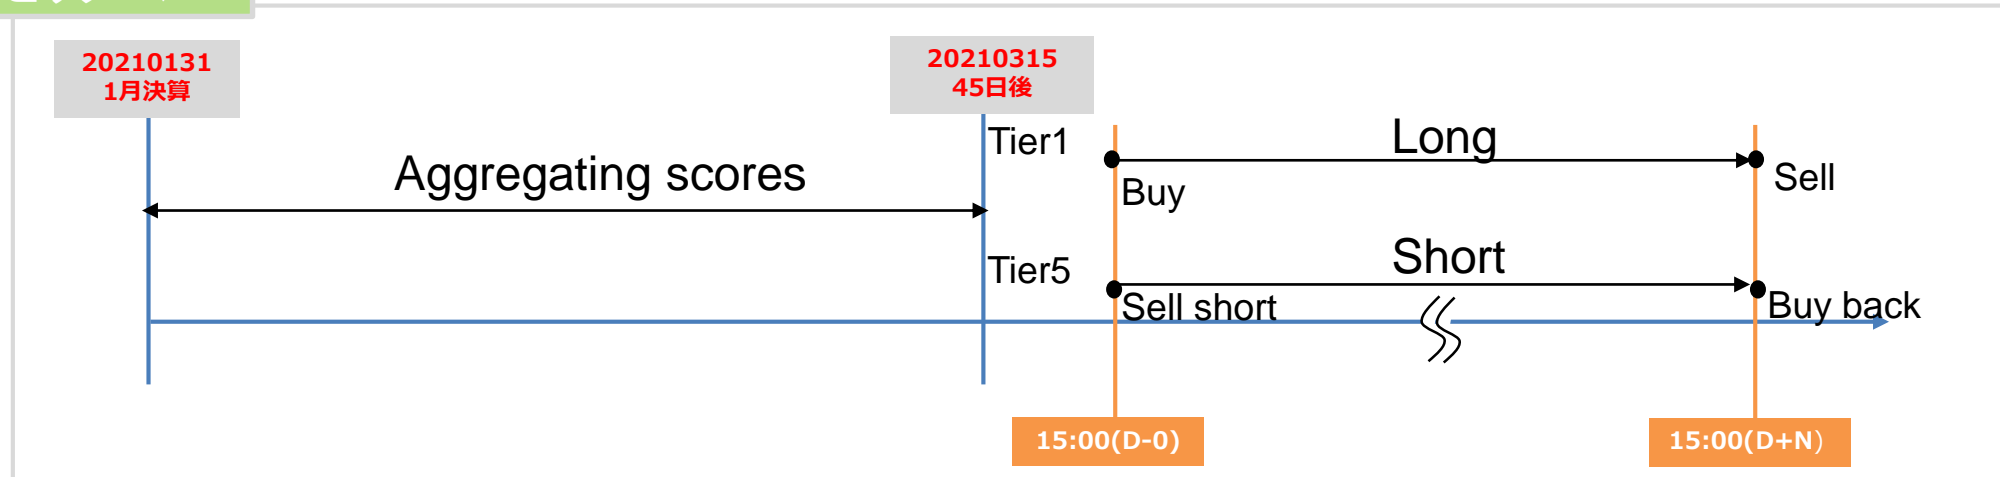 20210131
1月決算
20210315
45日後
Tier1
Long
Aggregating scores
Buy
Sell
Tier5
Short
Sell short
Buy back
15:00(D-0)
15:00(D+N)